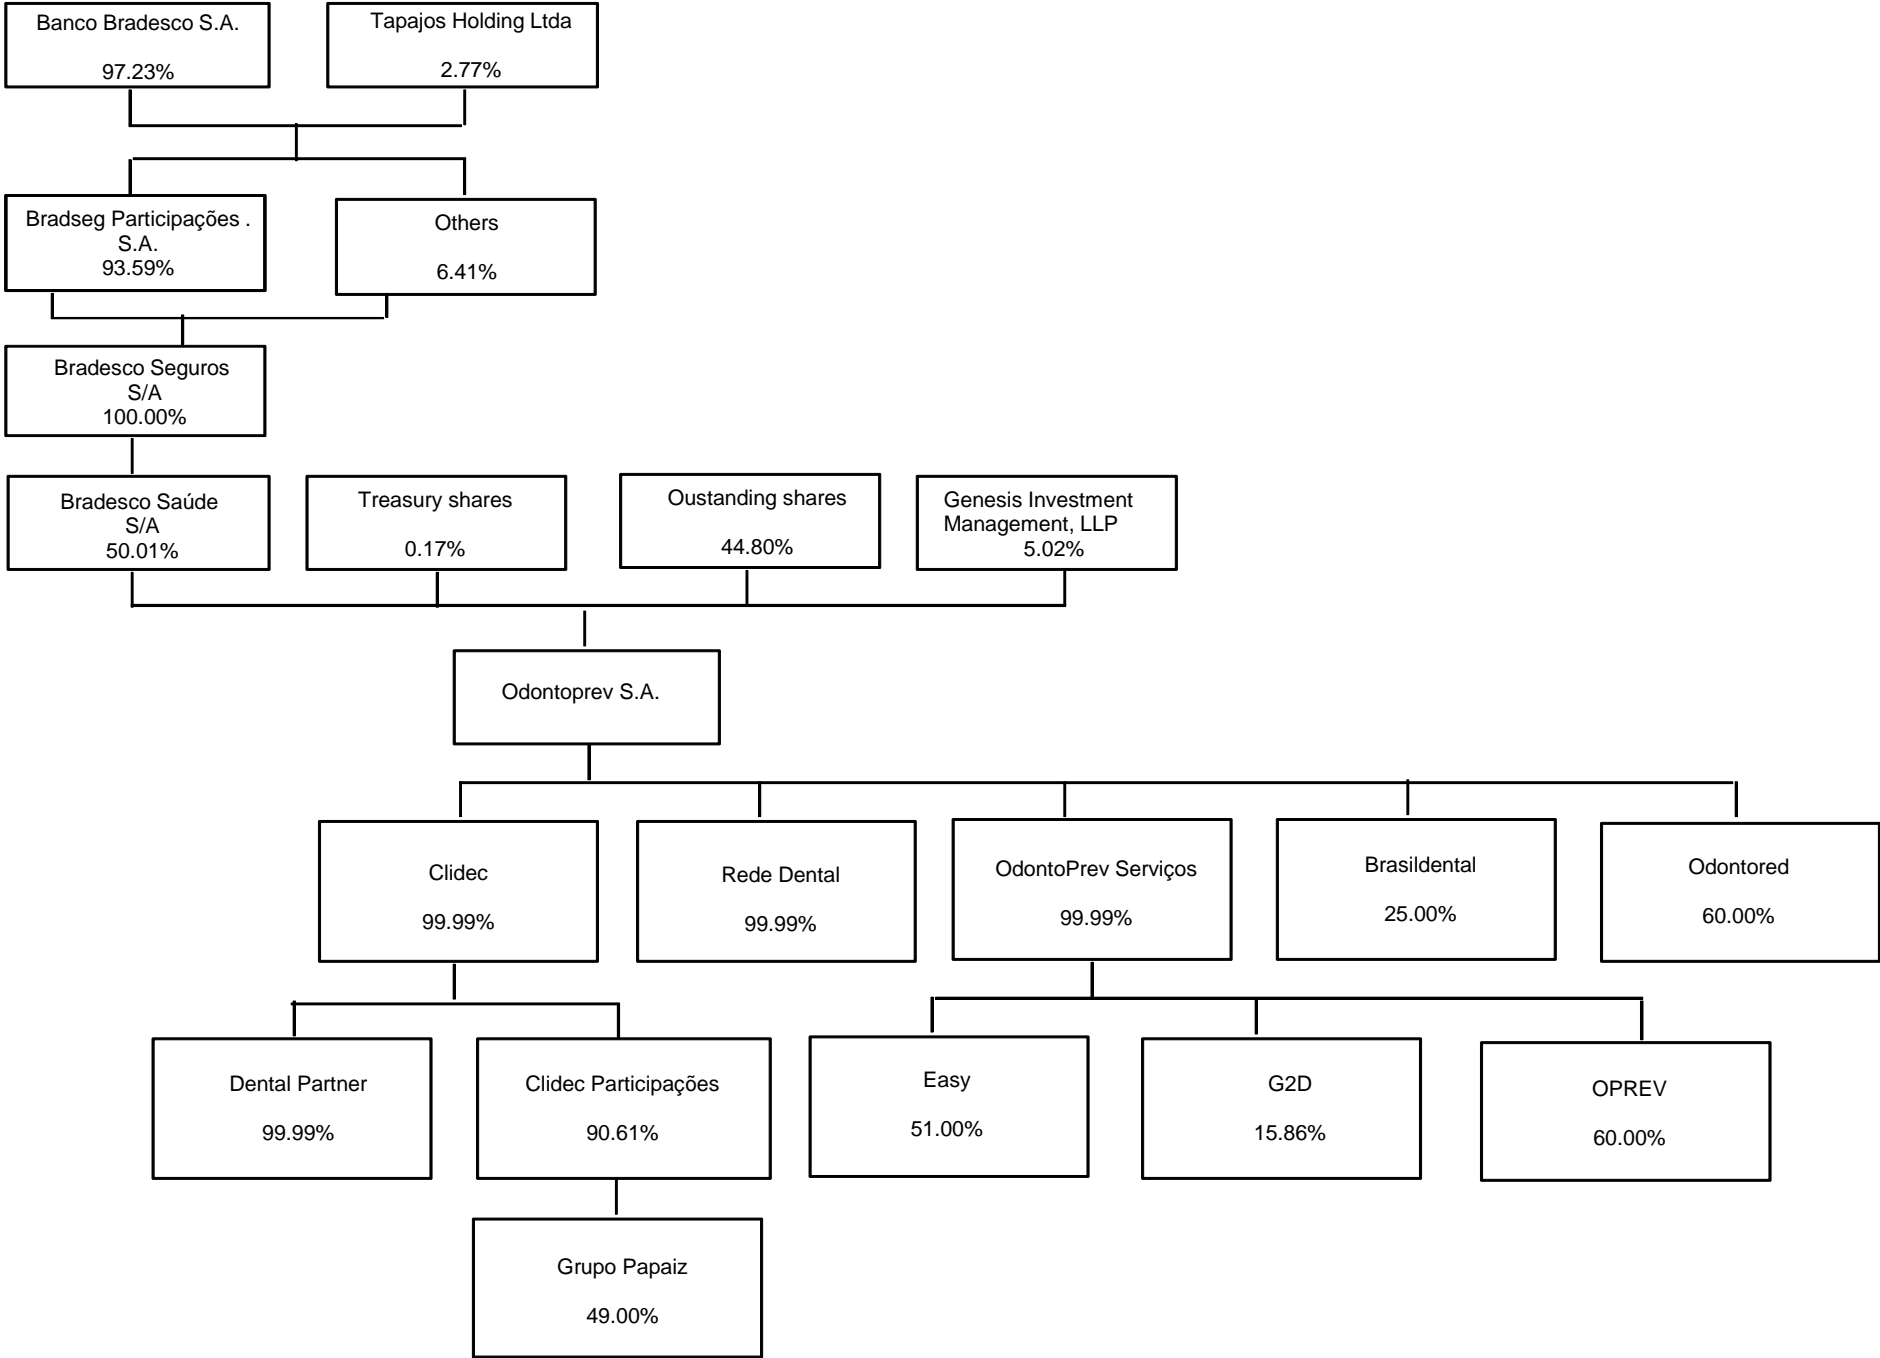 Banco Bradesco S.A.
97.23%
Tapajos Holding Ltda
2.77%
Bradseg Participações .
S.A.
93.59%
Others
6.41%
Bradesco Seguros
S/A
100.00%
Bradesco Saúde
S/A
50.01%
Treasury shares
0.17%
Oustanding shares
44.80%
Genesis Investment
Management, LLP
5.02%
Odontoprev S.A.
Clidec
99.99%
Rede Dental
99.99%
OdontoPrev Serviços
99.99%
Brasildental
25.00%
Odontored
60.00%
Dental Partner
99.99%
Clidec Participações
90.61%
Easy
51.00%
G2D
15.86%
OPREV
60.00%
Grupo Papaiz
49.00%